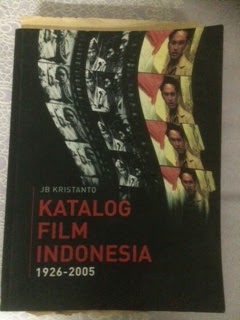 JB KRISTANTO
KATALOG
FILM
INDONESIA
1926-2005